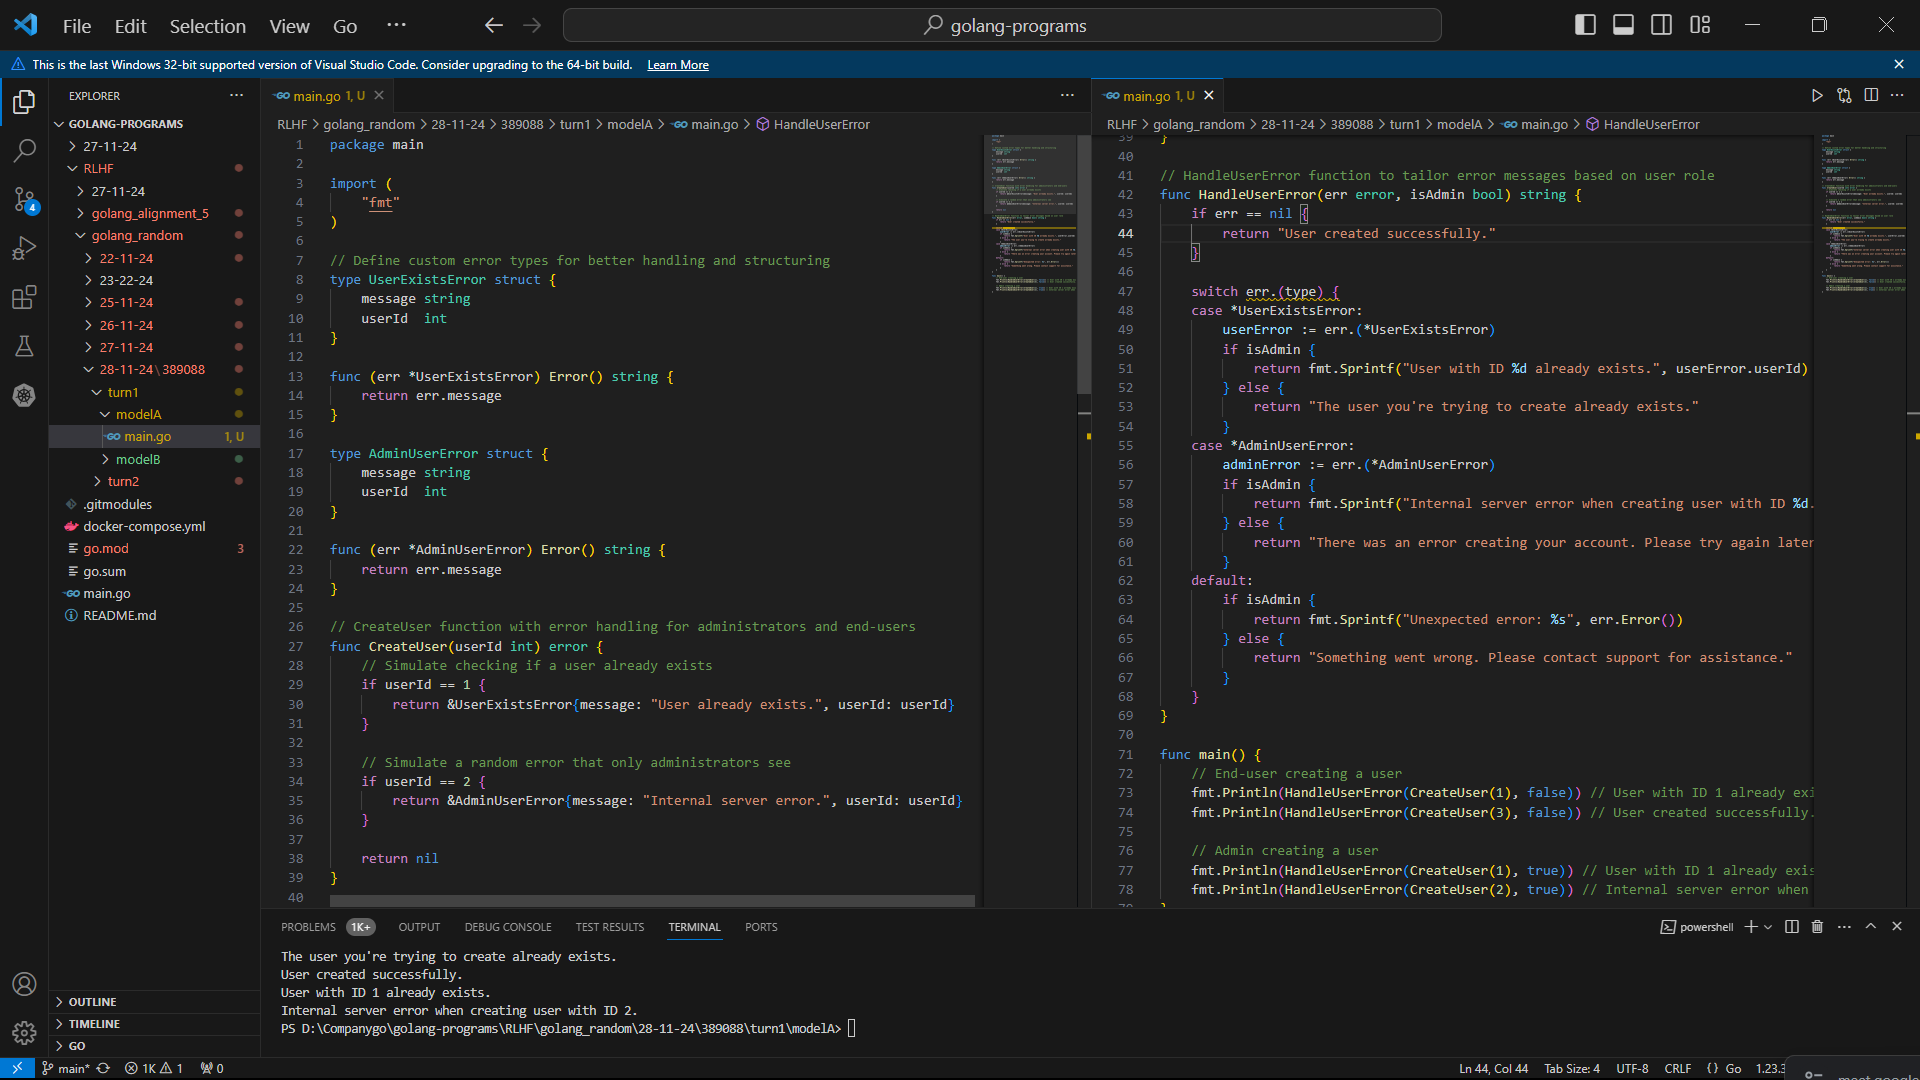 File Edit Selection View Go ···
golang-programs
This is the last Windows 32-bit supported version of Visual Studio Code. Consider upgrading to the 64-bit build. Learn More
EXPLORER
GOLANG-PROGRAMS
27-11-24
RLHF
27-11-24
golang_alignment_5
golang_random
22-11-24
23-22-24
25-11-24
26-11-24
27-11-24
28-11-24\389088
turn1
modelA
main.go 1, U
modelB
turn2
.gitmodules
docker-compose.yml
go.mod 3
go.sum
main.go
README.md
OUTLINE
TIMELINE
GO
4
main.go 1, U
RLHF > golang_random > 28-11-24 > 389088 > turn1 > modelA > main.go > HandleUserError
1 package main
2
3 import (
4     "fmt"
5 )
6
7 // Define custom error types for better handling and structuring
8 type UserExistsError struct {
9     message string
10     userId  int
11 }
12
13 func (err *UserExistsError) Error() string {
14     return err.message
15 }
16
17 type AdminUserError struct {
18     message string
19     userId  int
20 }
21
22 func (err *AdminUserError) Error() string {
23     return err.message
24 }
25
26 // CreateUser function with error handling for administrators and end-users
27 func CreateUser(userId int) error {
28     // Simulate checking if a user already exists
29     if userId == 1 {
30         return &UserExistsError{message: "User already exists.", userId: userId}
31     }
32
33     // Simulate a random error that only administrators see
34     if userId == 2 {
35         return &AdminUserError{message: "Internal server error.", userId: userId}
36     }
37
38     return nil
39 }
40
main.go 1, U
RLHF > golang_random > 28-11-24 > 389088 > turn1 > modelA > main.go > HandleUserError
39 }
40
41 // HandleUserError function to tailor error messages based on user role
42 func HandleUserError(err error, isAdmin bool) string {
43     if err == nil {
44         return "User created successfully."
45     }
46
47     switch err.(type) {
48     case *UserExistsError:
49         userError := err.(*UserExistsError)
50         if isAdmin {
51             return fmt.Sprintf("User with ID %d already exists.", userError.userId)
52         } else {
53             return "The user you're trying to create already exists."
54         }
55     case *AdminUserError:
56         adminError := err.(*AdminUserError)
57         if isAdmin {
58             return fmt.Sprintf("Internal server error when creating user with ID %d.
59         } else {
60             return "There was an error creating your account. Please try again later
61         }
62     default:
63         if isAdmin {
64             return fmt.Sprintf("Unexpected error: %s", err.Error())
65         } else {
66             return "Something went wrong. Please contact support for assistance."
67         }
68     }
69 }
70
71 func main() {
72     // End-user creating a user
73     fmt.Println(HandleUserError(CreateUser(1), false)) // User with ID 1 already exi
74     fmt.Println(HandleUserError(CreateUser(3), false)) // User created successfully.
75
76     // Admin creating a user
77     fmt.Println(HandleUserError(CreateUser(1), true)) // User with ID 1 already exis
78     fmt.Println(HandleUserError(CreateUser(2), true)) // Internal server error when
PROBLEMS 1K+ OUTPUT DEBUG CONSOLE TEST RESULTS TERMINAL PORTS
powershell
The user you're trying to create already exists.
User created successfully.
User with ID 1 already exists.
Internal server error when creating user with ID 2.
PS D:\Companygo\golang-programs\RLHF\golang_random\28-11-24\389088\turn1\modelA>
main* 1K 1 0
Ln 44, Col 44 Tab Size: 4 UTF-8 CRLF {} Go 1.23.3